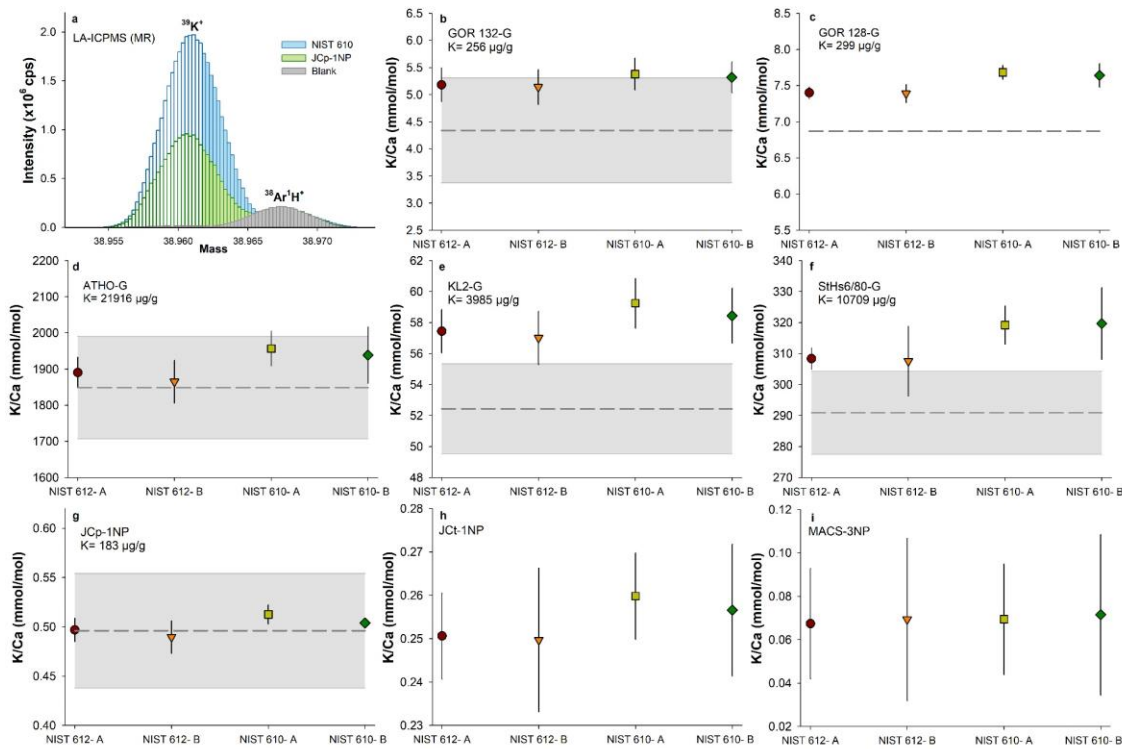 a
LA-ICPMS (MR)
³⁹K⁺
NIST 610
JCp-1NP
Blank
³⁸Ar¹H⁺
Intensity (x10⁶ cps)
2.0
1.5
1.0
0.5
0.0
38.955 38.960 38.965 38.970
Mass
b
GOR 132-G
K= 256 µg/g
K/Ca (mmol/mol)
7.0
6.5
6.0
5.5
5.0
4.5
4.0
3.5
3.0
2.5
NIST 612- A NIST 612- B NIST 610- A NIST 610- B
c
GOR 128-G
K= 299 µg/g
K/Ca (mmol/mol)
8.5
8.0
7.5
7.0
6.5
6.0
5.5
NIST 612- A NIST 612- B NIST 610- A NIST 610- B
d
ATHO-G
K= 21916 µg/g
K/Ca (mmol/mol)
2200
2100
2000
1900
1800
1700
1600
NIST 612- A NIST 612- B NIST 610- A NIST 610- B
e
KL2-G
K= 3985 µg/g
K/Ca (mmol/mol)
62
60
58
56
54
52
50
48
NIST 612- A NIST 612- B NIST 610- A NIST 610- B
f
StHs6/80-G
K= 10709 µg/g
K/Ca (mmol/mol)
340
330
320
310
300
290
280
270
NIST 612- A NIST 612- B NIST 610- A NIST 610- B
g
JCp-1NP
K= 183 µg/g
K/Ca (mmol/mol)
0.60
0.55
0.50
0.45
0.40
NIST 612- A NIST 612- B NIST 610- A NIST 610- B
h
JCt-1NP
K/Ca (mmol/mol)
0.28
0.27
0.26
0.25
0.24
0.23
NIST 612- A NIST 612- B NIST 610- A NIST 610- B
i
MACS-3NP
K/Ca (mmol/mol)
0.12
0.10
0.08
0.06
0.04
0.02
0.00
NIST 612- A NIST 612- B NIST 610- A NIST 610- B